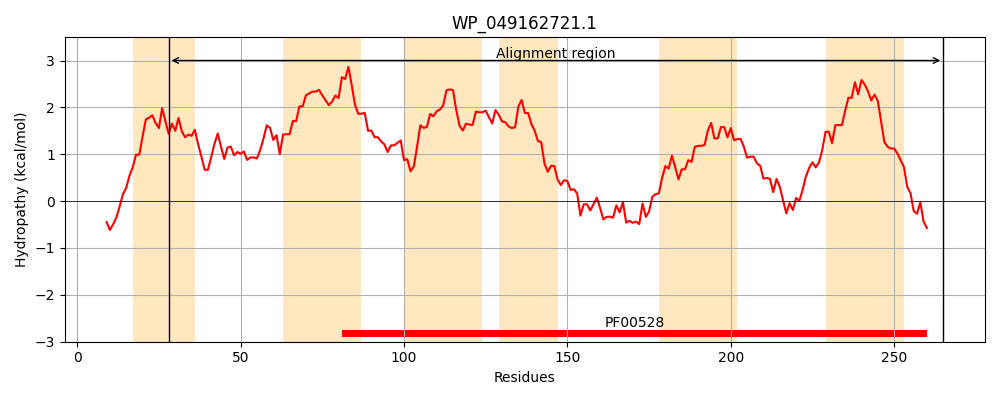 WP_049162721.1
Alignment region
3
2
1
0
−1
−2
−3
Hydropathy (kcal/mol)
PF00528
0 50 100 150 200 250
Residues